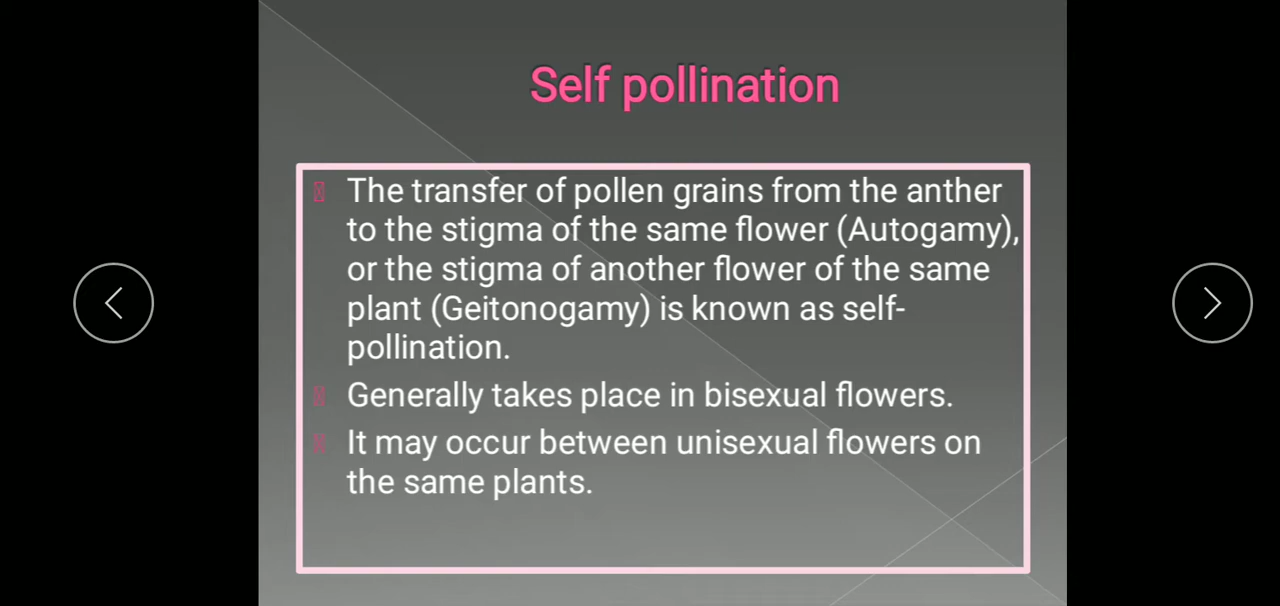 Self pollination
The transfer of pollen grains from the anther
to the stigma of the same flower (Autogamy),
or the stigma of another flower of the same
plant (Geitonogamy) is known as self-
pollination.
Generally takes place in bisexual flowers.
It may occur between unisexual flowers on
the same plants.